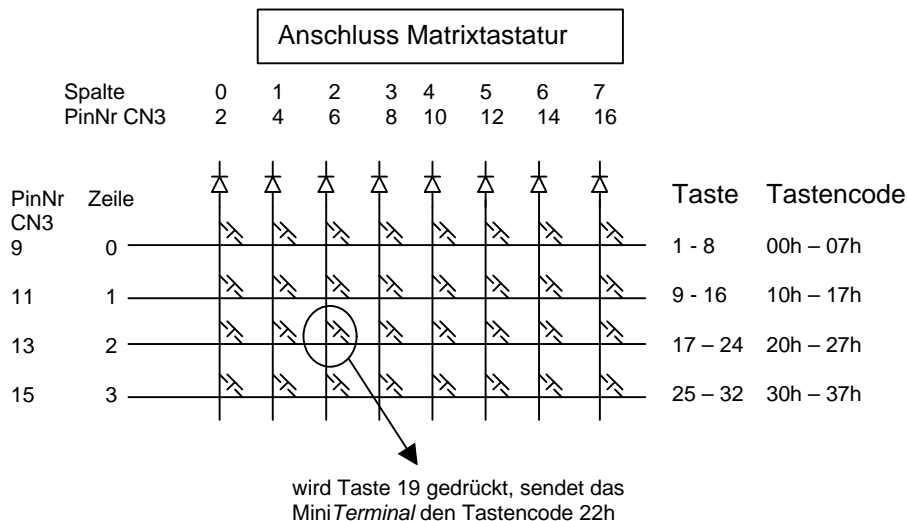 Anschluss Matrixtastatur
Spalte 0 1 2 3 4 5 6 7
PinNr CN3 2 4 6 8 10 12 14 16
PinNr Zeile Taste Tastencode
CN3
9 0 1 - 8 00h – 07h
11 1 9 - 16 10h – 17h
13 2 17 – 24 20h – 27h
15 3 25 – 32 30h – 37h
wird Taste 19 gedrückt, sendet das
MiniTerminal den Tastencode 22h